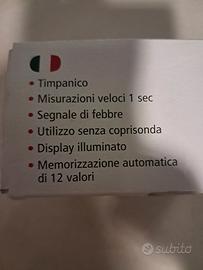 • Timpanico
• Misurazioni veloci 1 sec
• Segnale di febbre
• Utilizzo senza coprisonda
• Display illuminato
• Memorizzazione automatica
di 12 valori
subito